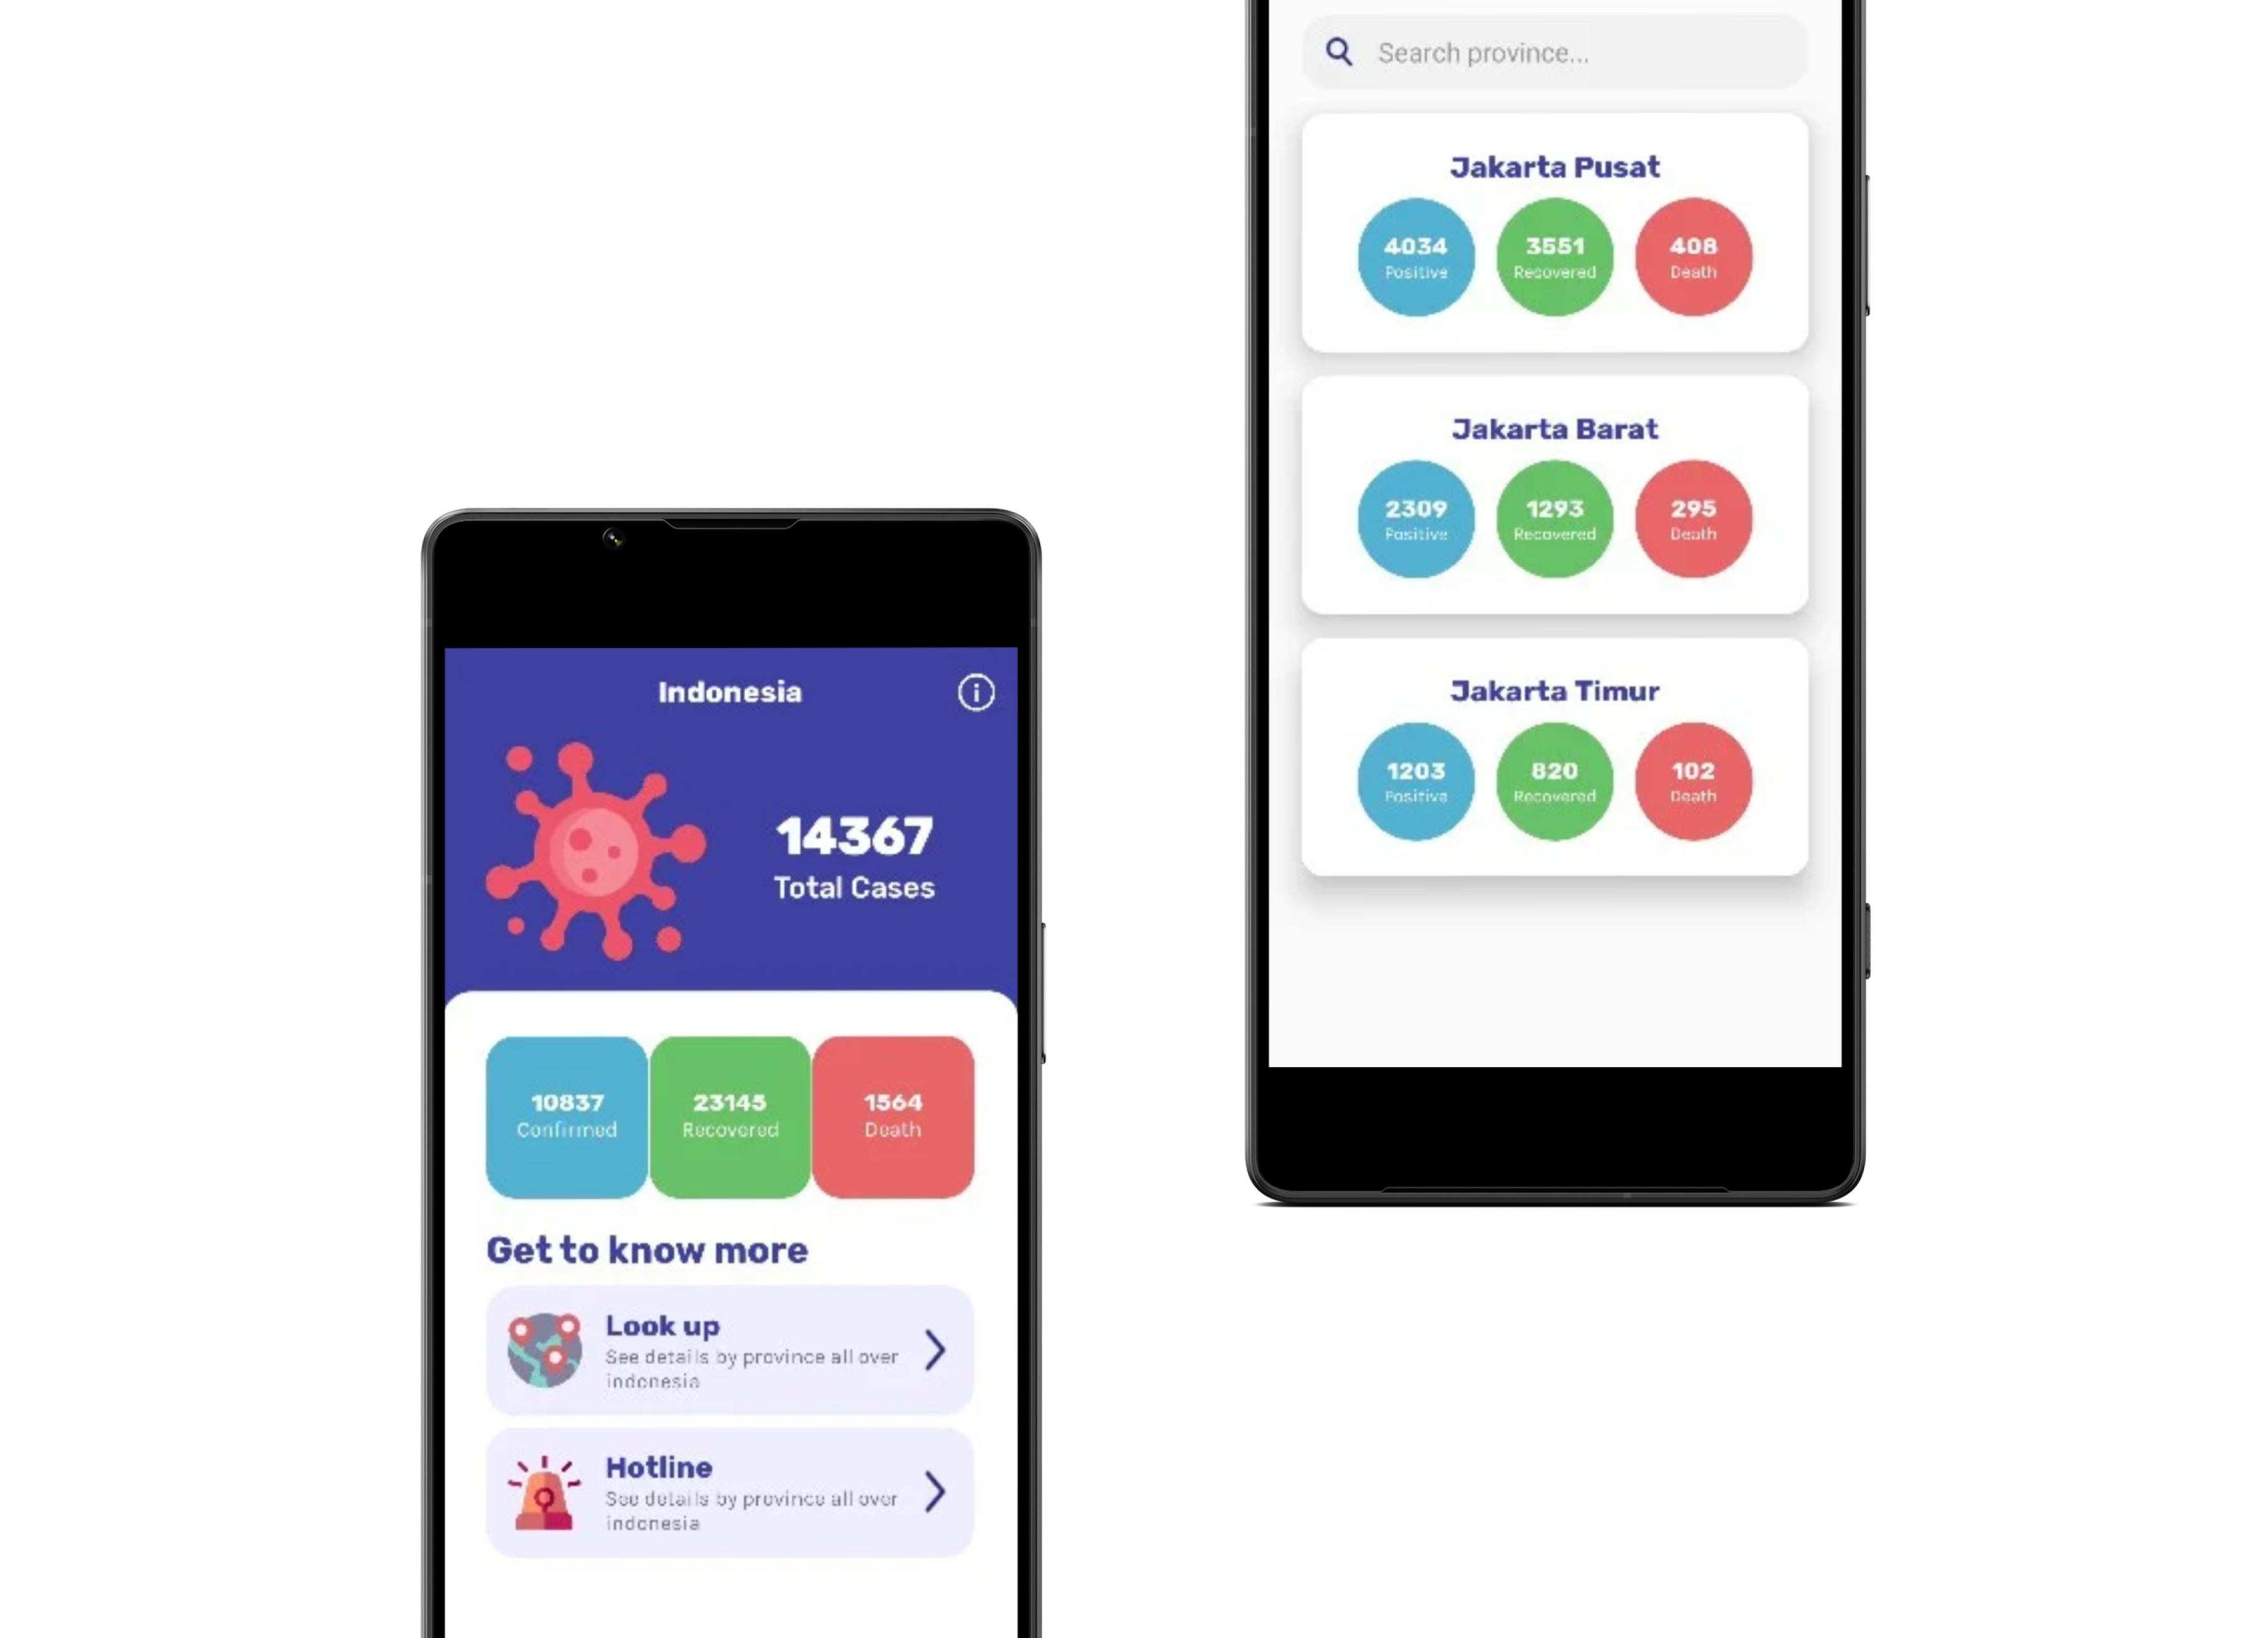 Indonesia
14367
Total Cases
10837
Confirmed
23145
Recovered
1564
Death
Get to know more
Look up
See details by province all over
indonesia
Hotline
See details by province all over
indonesia
Search province...
Jakarta Pusat
4034
Positive
3551
Recovered
408
Death
Jakarta Barat
2309
Positive
1293
Recovered
295
Death
Jakarta Timur
1203
Positive
820
Recovered
102
Death